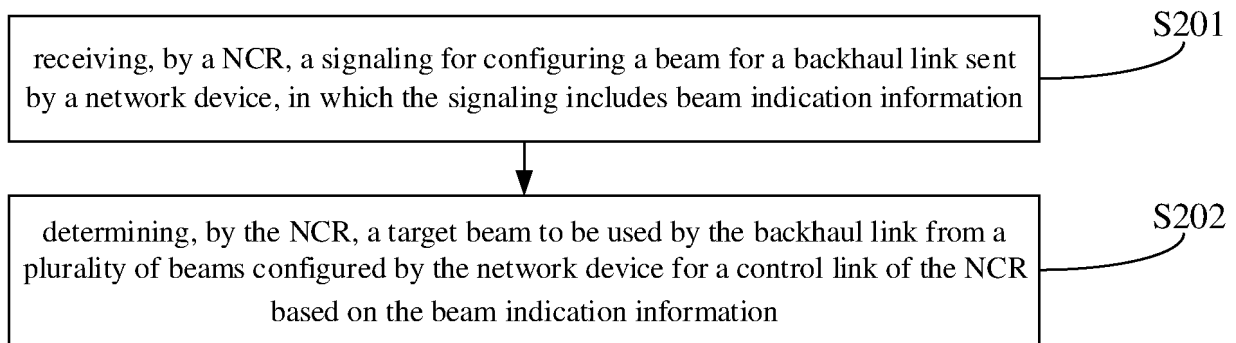 S201
receiving, by a NCR, a signaling for configuring a beam for a backhaul link sent
by a network device, in which the signaling includes beam indication information
S202
determining, by the NCR, a target beam to be used by the backhaul link from a
plurality of beams configured by the network device for a control link of the NCR
based on the beam indication information